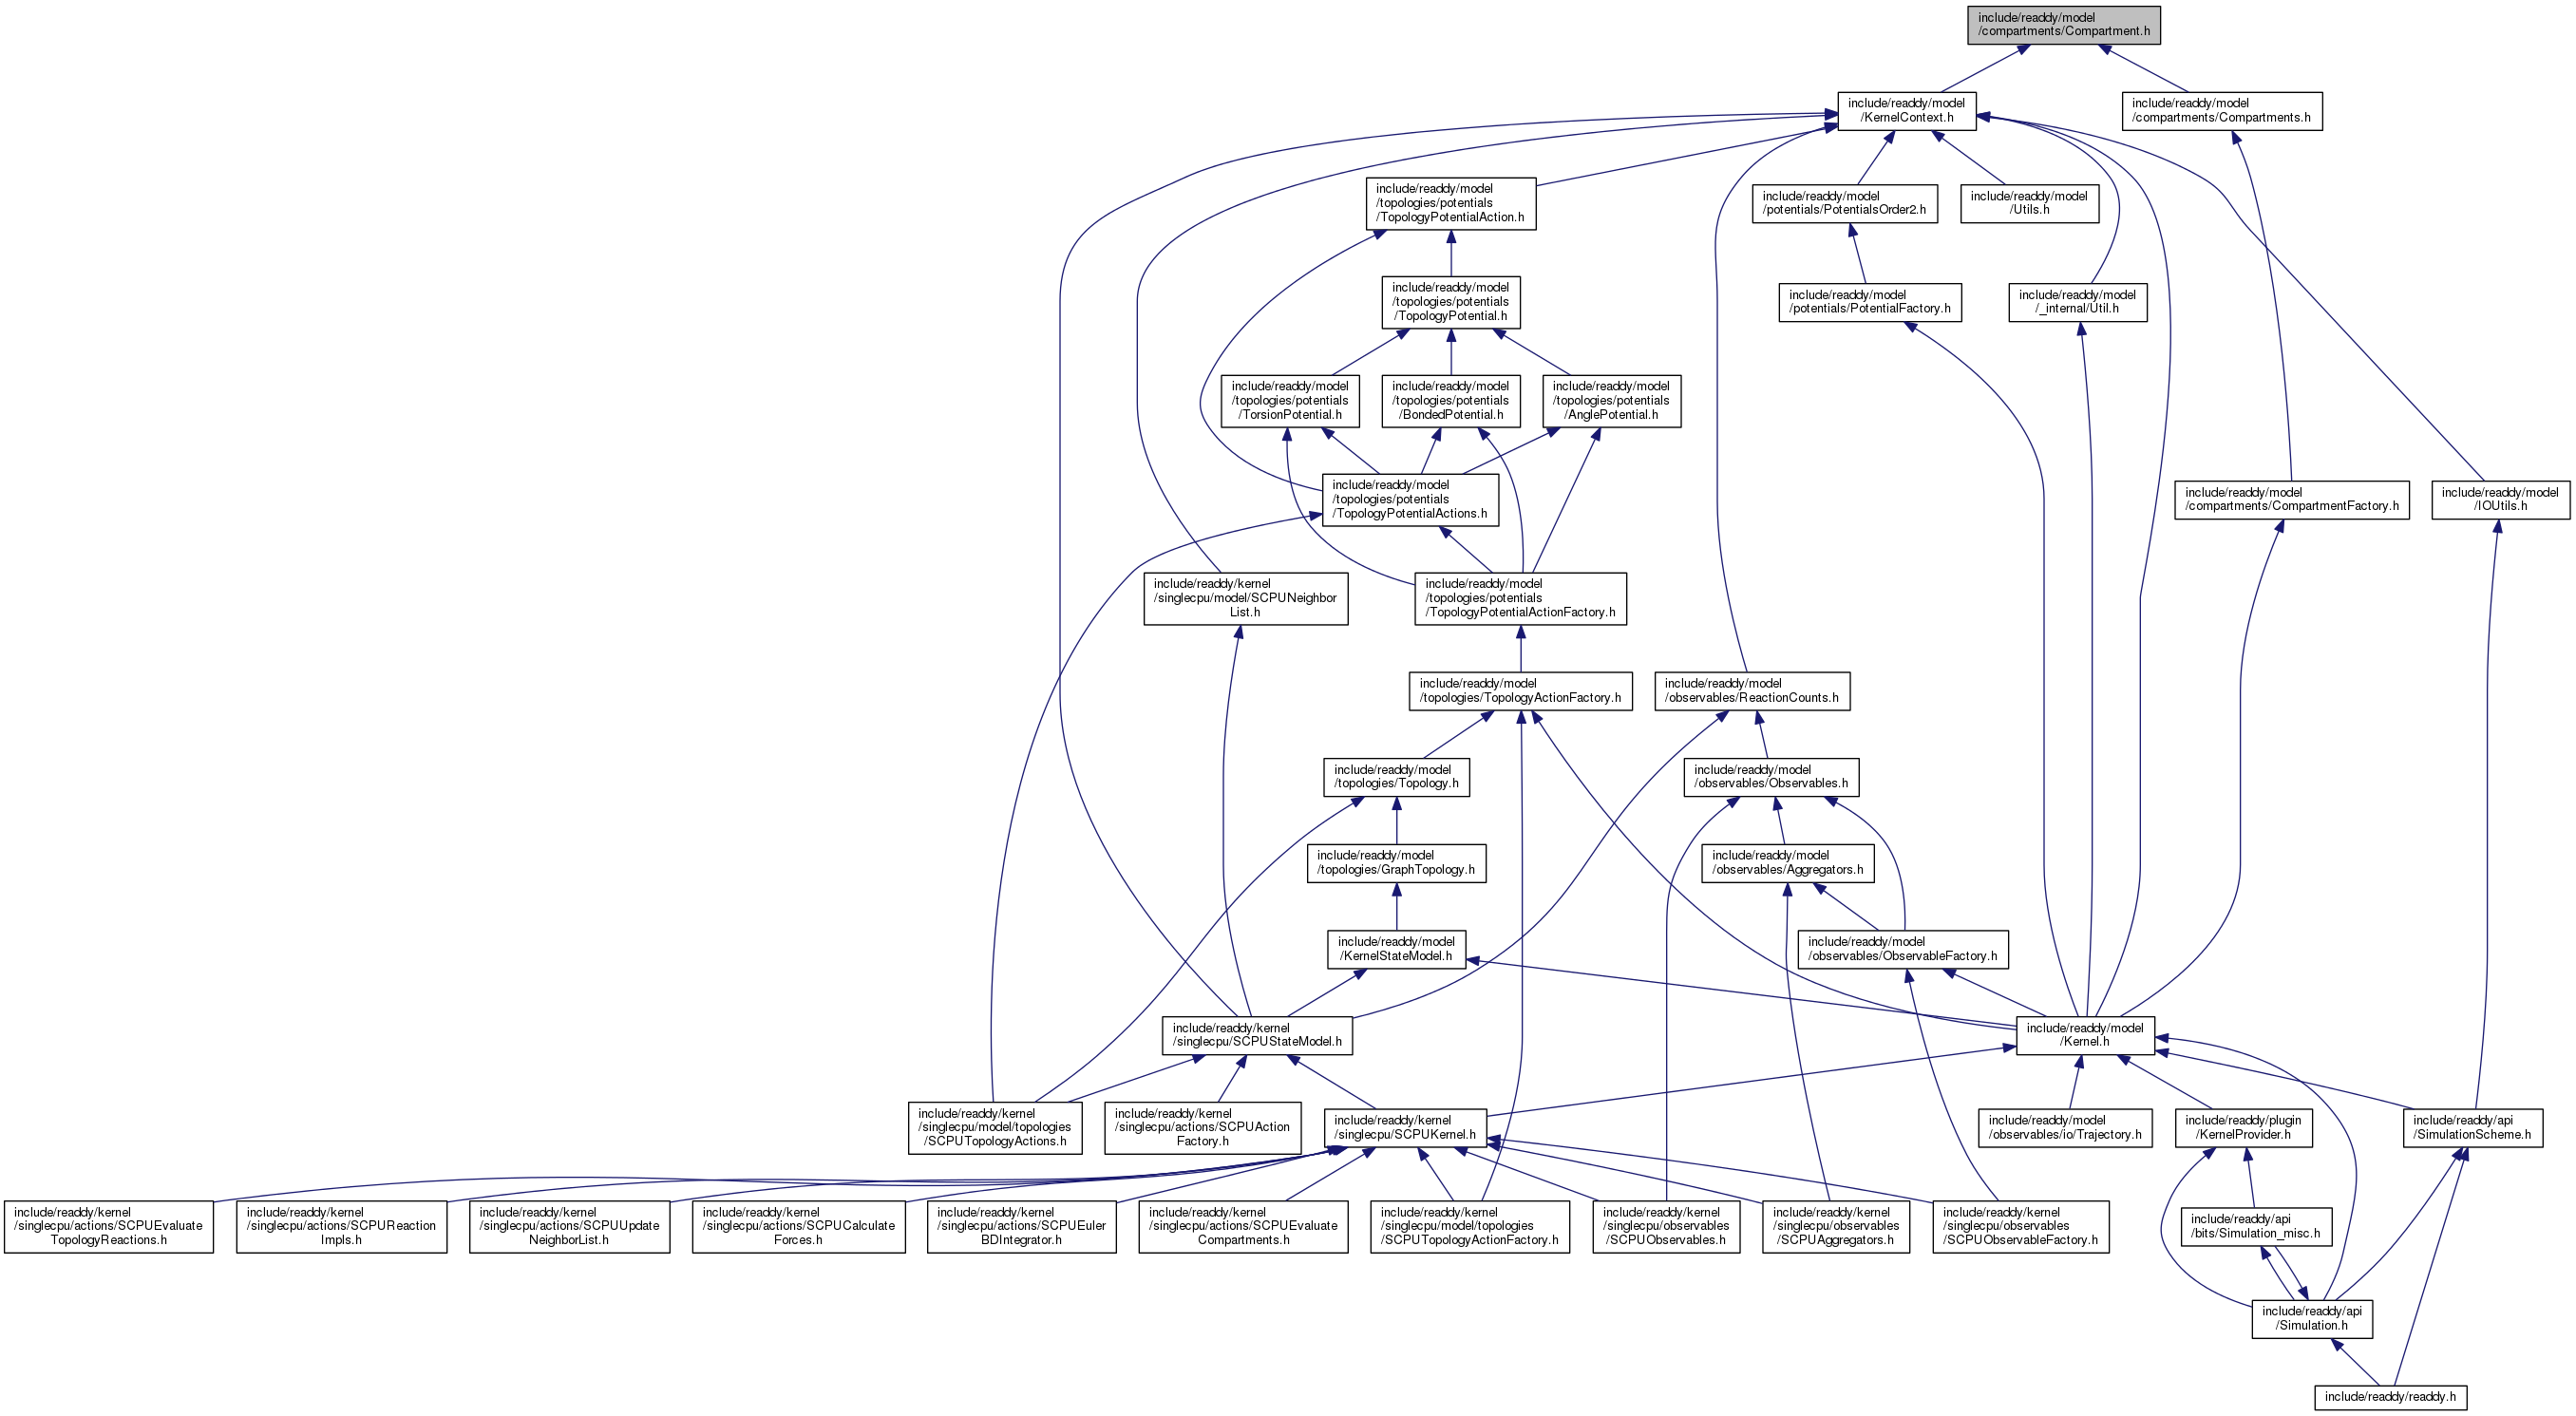 include/readdy/model
/compartments/Compartment.h
include/readdy/model
/KernelContext.h
include/readdy/model
/compartments/Compartments.h
include/readdy/model
/topologies/potentials
/TopologyPotentialAction.h
include/readdy/model
/potentials/PotentialsOrder2.h
include/readdy/model
/Utils.h
include/readdy/model
/topologies/potentials
/TopologyPotential.h
include/readdy/model
/potentials/PotentialFactory.h
include/readdy/model
/_internal/Util.h
include/readdy/model
/topologies/potentials
/TorsionPotential.h
include/readdy/model
/topologies/potentials
/BondedPotential.h
include/readdy/model
/topologies/potentials
/AnglePotential.h
include/readdy/model
/topologies/potentials
/TopologyPotentialActions.h
include/readdy/model
/compartments/CompartmentFactory.h
include/readdy/model
/IOUtils.h
include/readdy/kernel
/singlecpu/model/SCPUNeighbor
List.h
include/readdy/model
/topologies/potentials
/TopologyPotentialActionFactory.h
include/readdy/model
/topologies/TopologyActionFactory.h
include/readdy/model
/observables/ReactionCounts.h
include/readdy/model
/topologies/Topology.h
include/readdy/model
/observables/Observables.h
include/readdy/model
/topologies/GraphTopology.h
include/readdy/model
/observables/Aggregators.h
include/readdy/model
/KernelStateModel.h
include/readdy/model
/observables/ObservableFactory.h
include/readdy/kernel
/singlecpu/SCPUStateModel.h
include/readdy/model
/Kernel.h
include/readdy/kernel
/singlecpu/model/topologies
/SCPUTopologyActions.h
include/readdy/kernel
/singlecpu/actions/SCPUAction
Factory.h
include/readdy/kernel
/singlecpu/SCPUKernel.h
include/readdy/model
/observables/io/Trajectory.h
include/readdy/plugin
/KernelProvider.h
include/readdy/api
/SimulationScheme.h
include/readdy/kernel
/singlecpu/actions/SCPUEvaluate
TopologyReactions.h
include/readdy/kernel
/singlecpu/actions/SCPUReaction
Impls.h
include/readdy/kernel
/singlecpu/actions/SCPUUpdate
NeighborList.h
include/readdy/kernel
/singlecpu/actions/SCPUCalculate
Forces.h
include/readdy/kernel
/singlecpu/actions/SCPUEuler
BDIntegrator.h
include/readdy/kernel
/singlecpu/actions/SCPUEvaluate
Compartments.h
include/readdy/kernel
/singlecpu/model/topologies
/SCPUTopologyActionFactory.h
include/readdy/kernel
/singlecpu/observables
/SCPUObservables.h
include/readdy/kernel
/singlecpu/observables
/SCPUAggregators.h
include/readdy/kernel
/singlecpu/observables
/SCPUObservableFactory.h
include/readdy/api
/bits/Simulation_misc.h
include/readdy/api
/Simulation.h
include/readdy/readdy.h